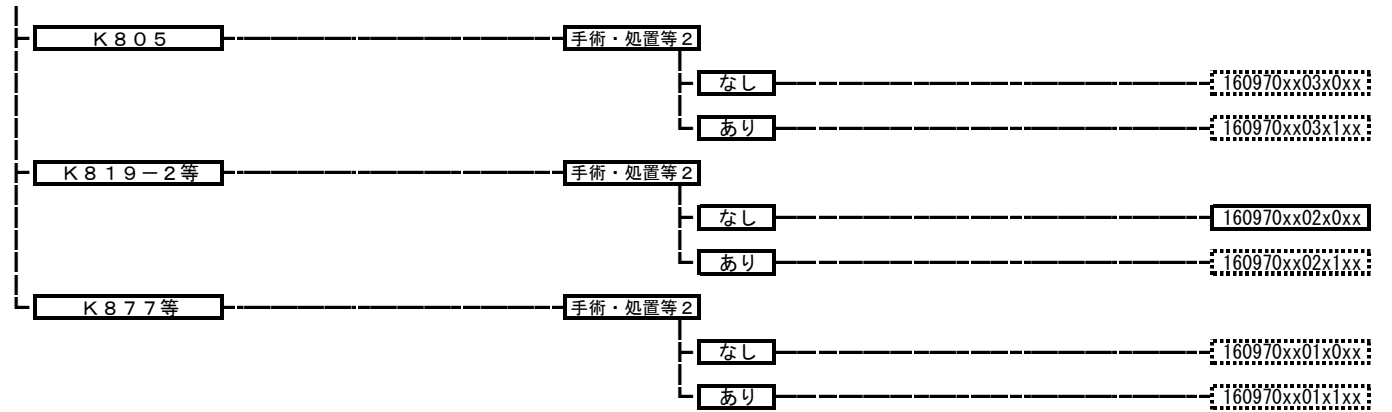 K805 手術・処置等2
なし 160970xx03x0xx
あり 160970xx03x1xx
K819-2等 手術・処置等2
なし 160970xx02x0xx
あり 160970xx02x1xx
K877等 手術・処置等2
なし 160970xx01x0xx
あり 160970xx01x1xx